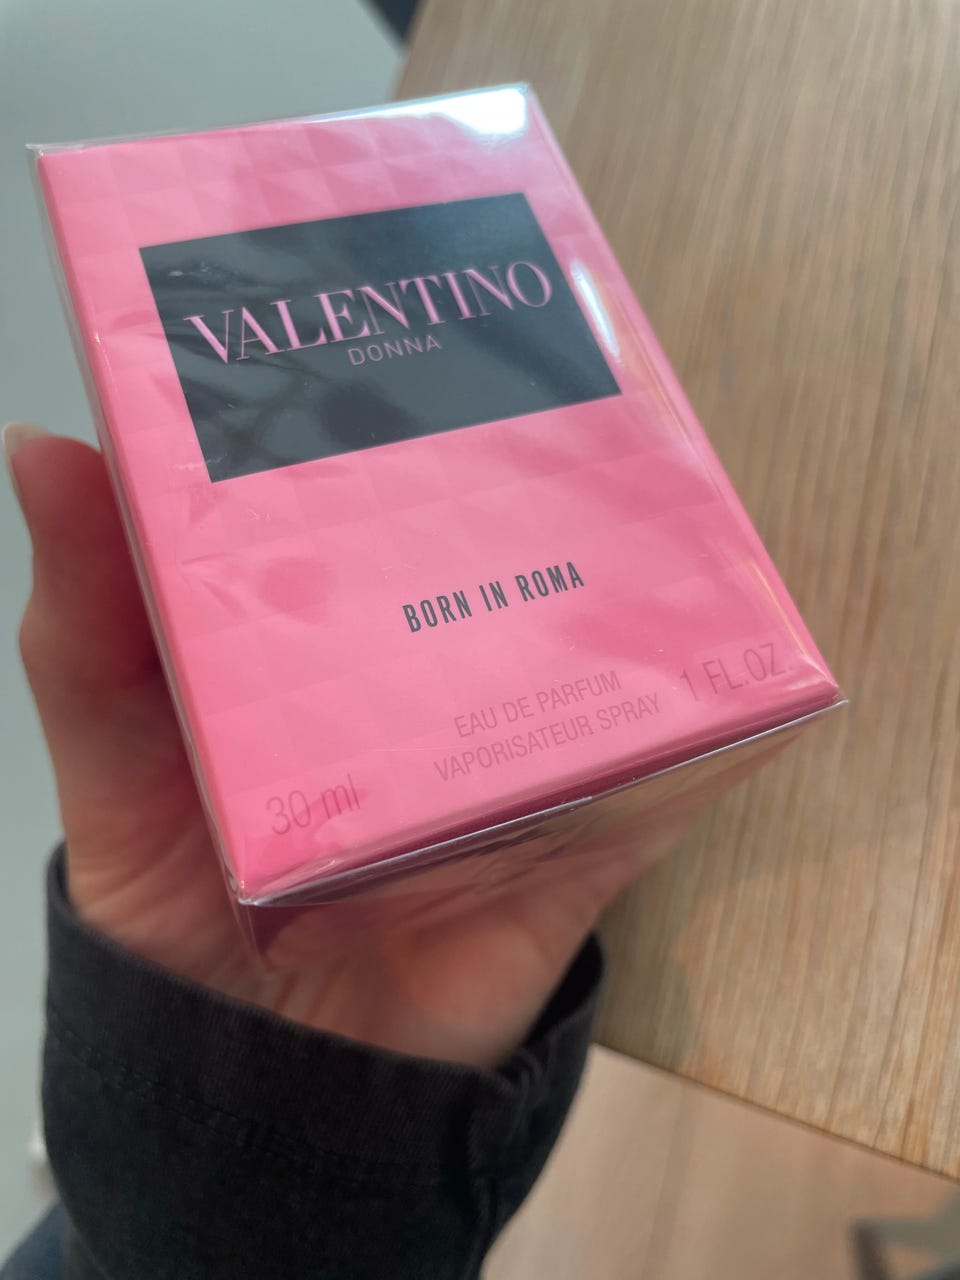 VALENTINO
DONNA
BORN IN ROMA
EAU DE PARFUM
VAPORISATEUR SPRAY
30 ml
1 FL.OZ.